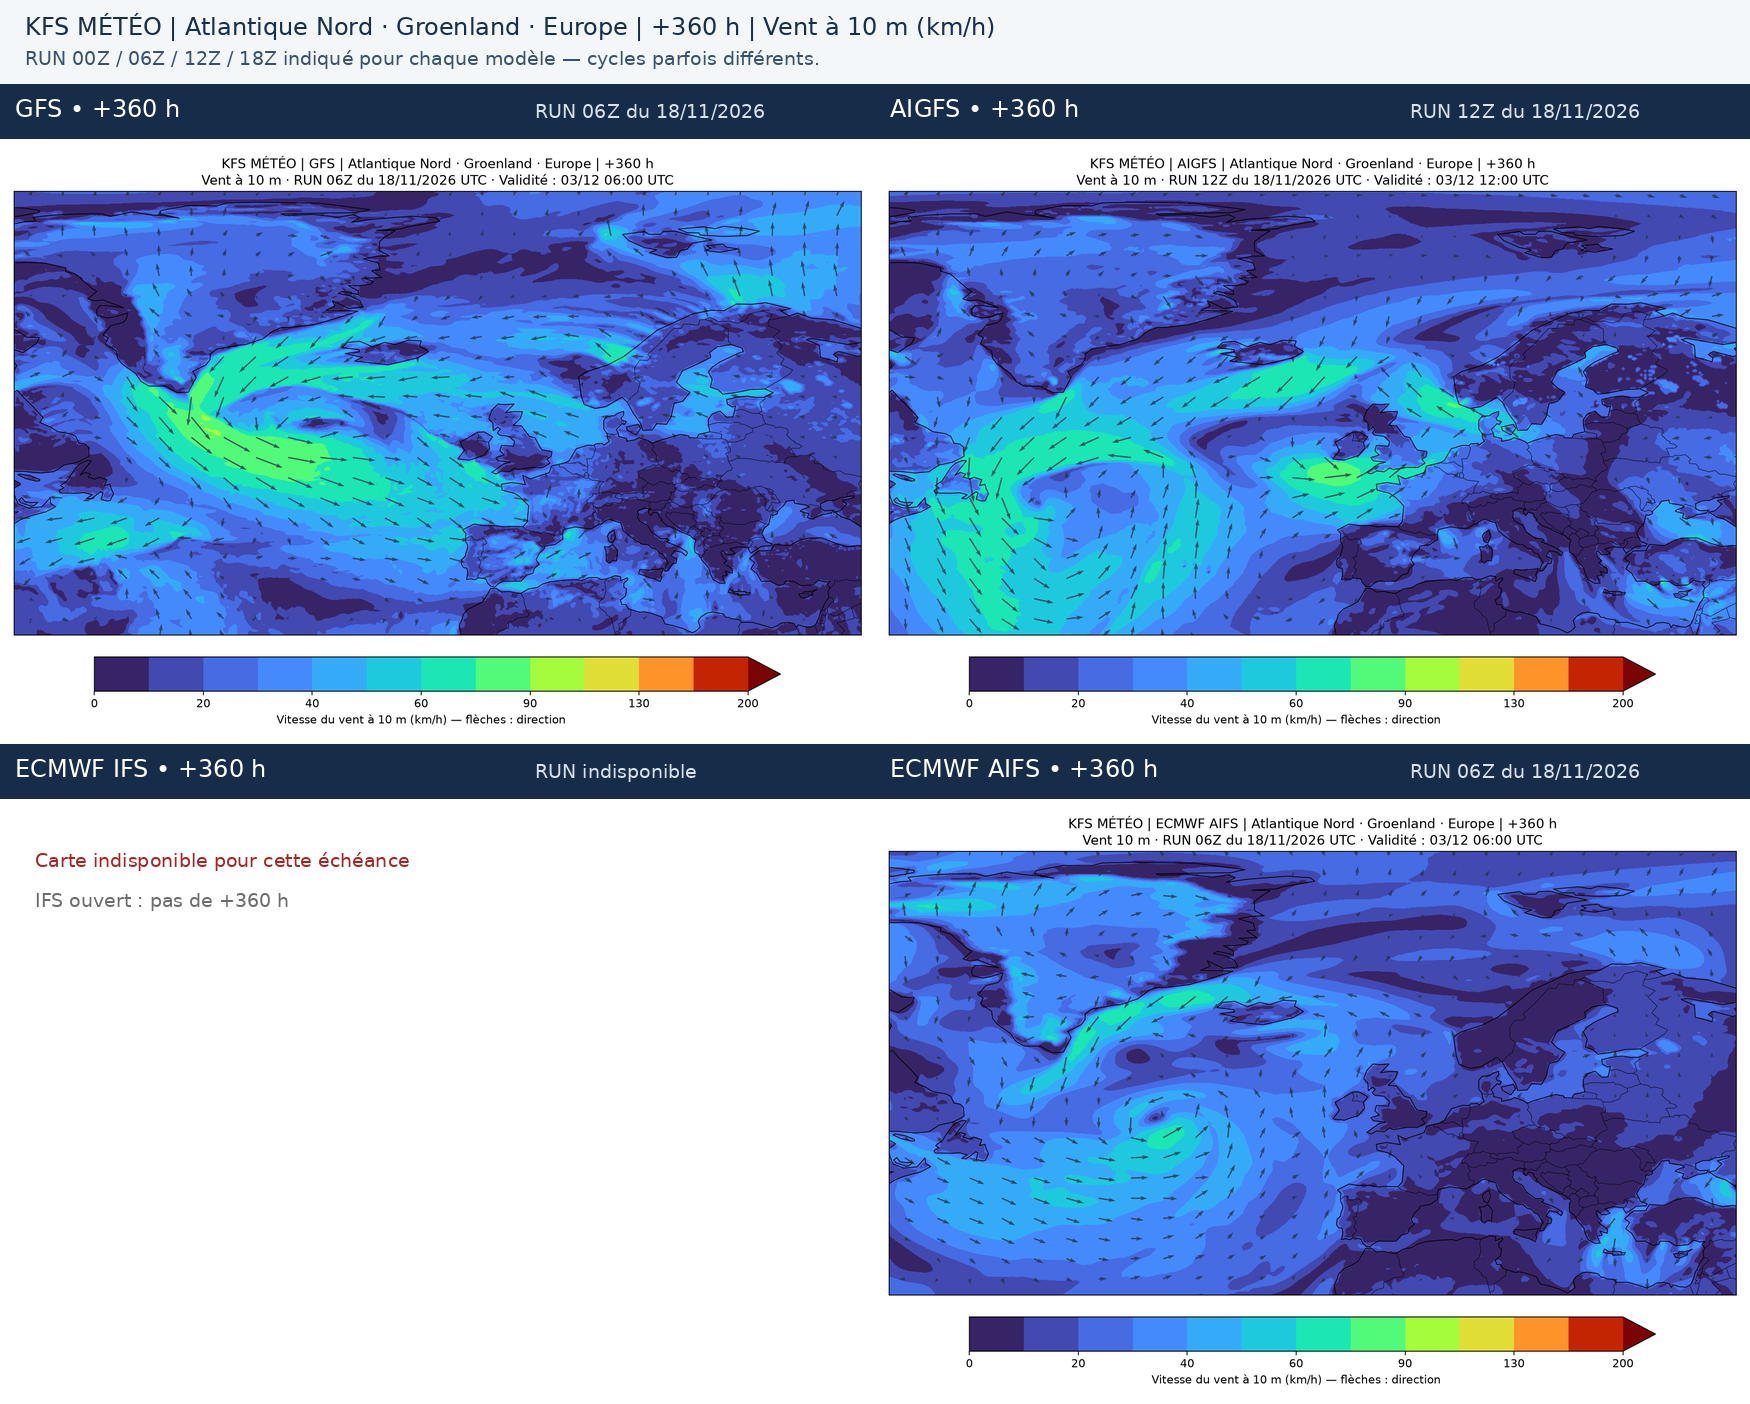 KFS MÉTÉO | Atlantique Nord · Groenland · Europe | +360 h | Vent à 10 m (km/h)
RUN 00Z / 06Z / 12Z / 18Z indiqué pour chaque modèle — cycles parfois différents.
GFS • +360 h
RUN 06Z du 18/11/2026
KFS MÉTÉO | GFS | Atlantique Nord · Groenland · Europe | +360 h
Vent à 10 m · RUN 06Z du 18/11/2026 UTC · Validité : 03/12 06:00 UTC
0 20 40 60 90 130 200
Vitesse du vent à 10 m (km/h) — flèches : direction
AIGFS • +360 h
RUN 12Z du 18/11/2026
KFS MÉTÉO | AIGFS | Atlantique Nord · Groenland · Europe | +360 h
Vent à 10 m · RUN 12Z du 18/11/2026 UTC · Validité : 03/12 12:00 UTC
0 20 40 60 90 130 200
Vitesse du vent à 10 m (km/h) — flèches : direction
ECMWF IFS • +360 h
RUN indisponible
Carte indisponible pour cette échéance
IFS ouvert : pas de +360 h
ECMWF AIFS • +360 h
RUN 06Z du 18/11/2026
KFS MÉTÉO | ECMWF AIFS | Atlantique Nord · Groenland · Europe | +360 h
Vent 10 m · RUN 06Z du 18/11/2026 UTC · Validité : 03/12 06:00 UTC
0 20 40 60 90 130 200
Vitesse du vent à 10 m (km/h) — flèches : direction